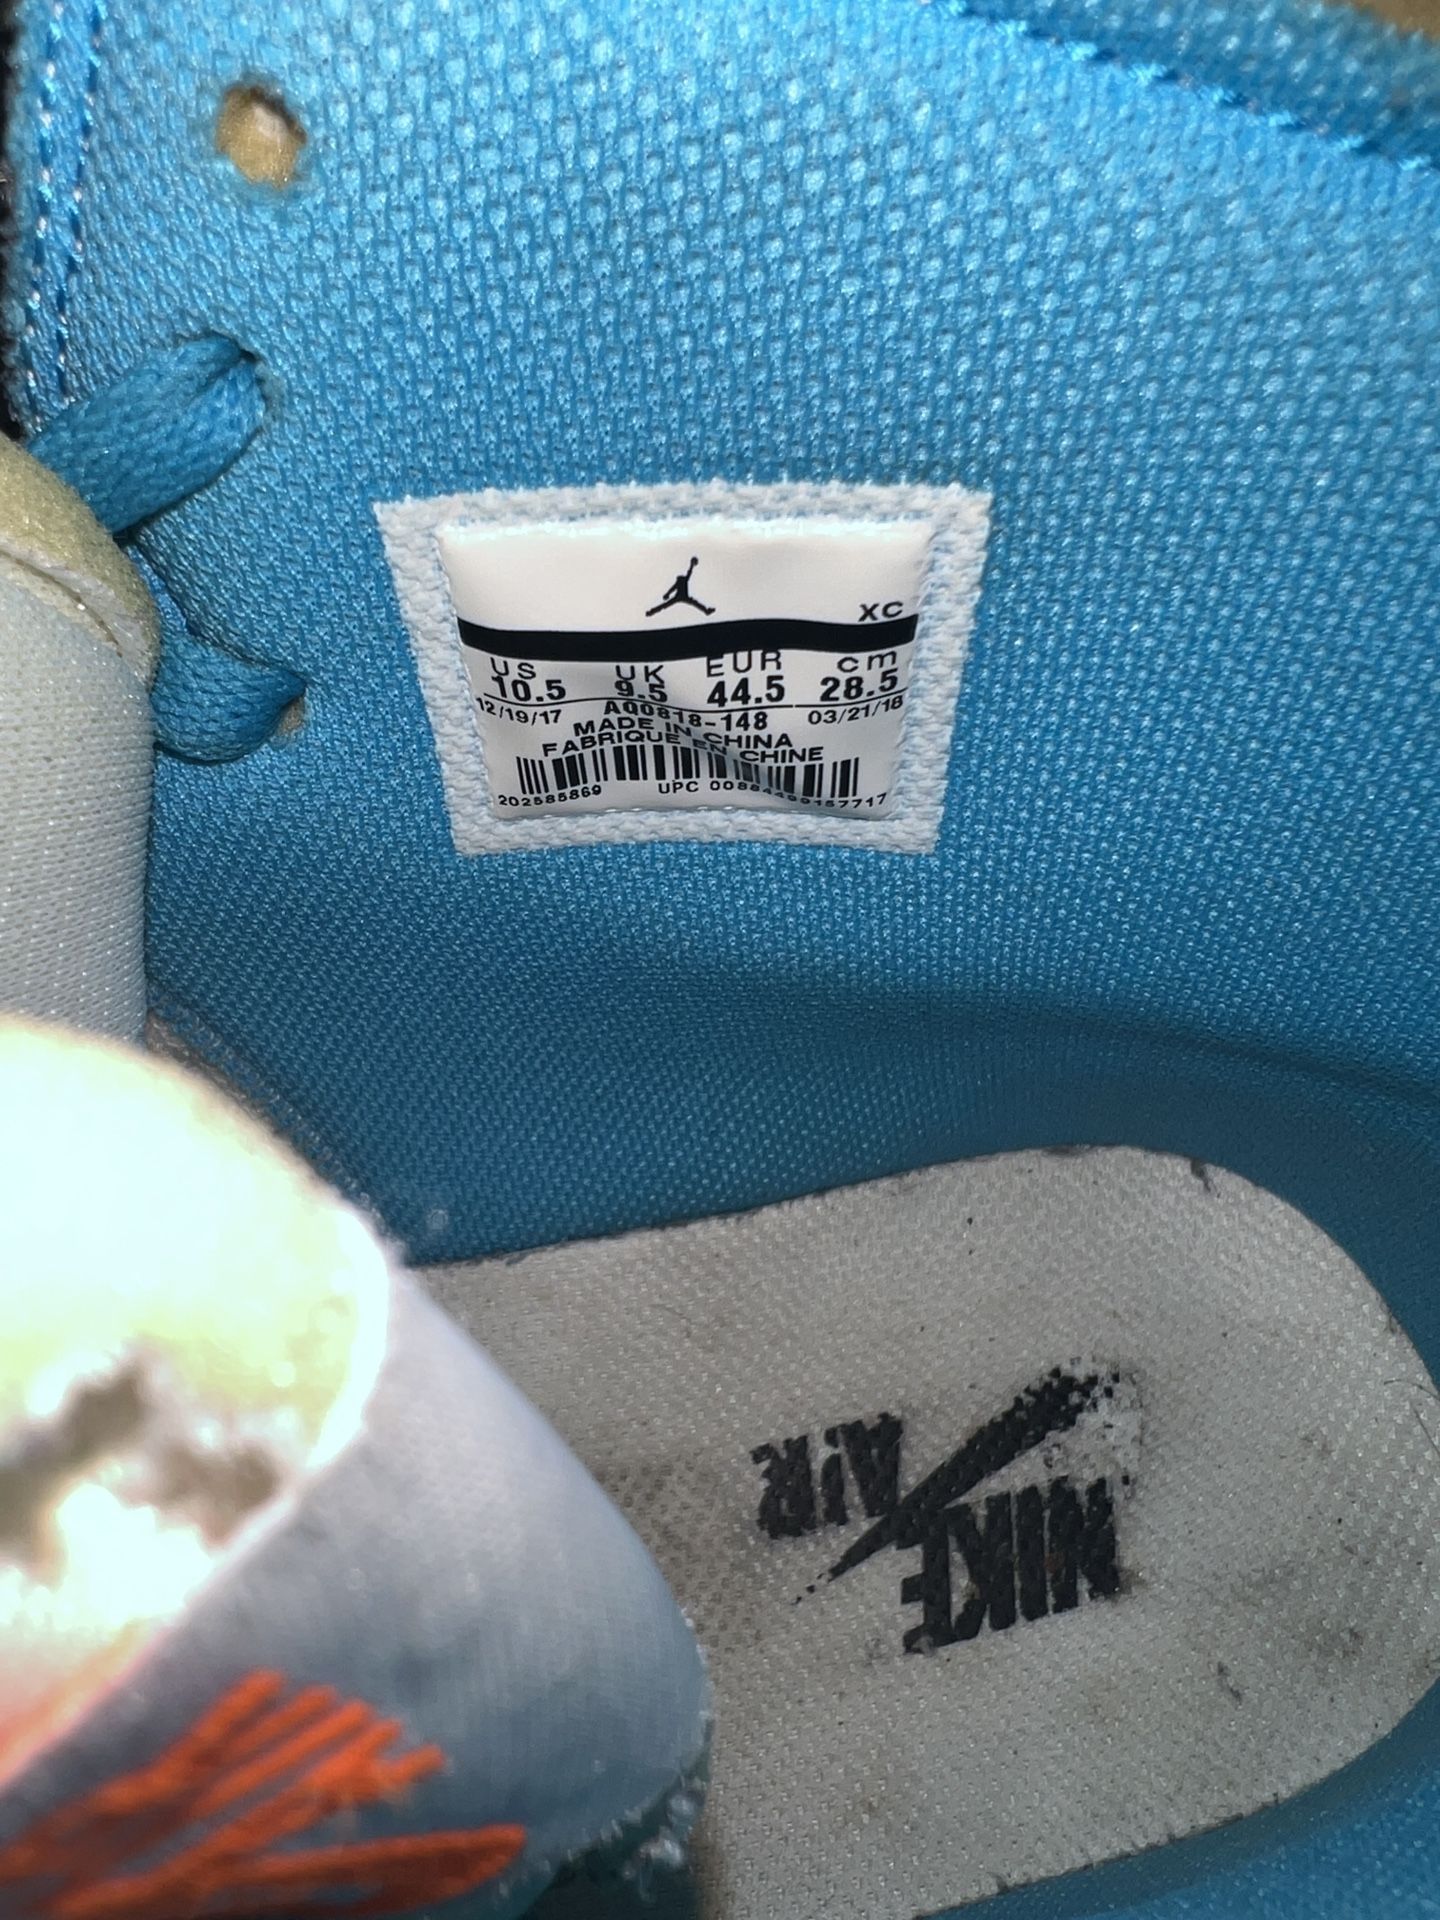 XC
US UK EUR cm
10.5 9.5 44.5 28.5
12/19/17 AQ0818-148 03/21/18
MADE IN CHINA
FABRIQUE EN CHINE
202585869 UPC 00884499157717
NIKE
AIR